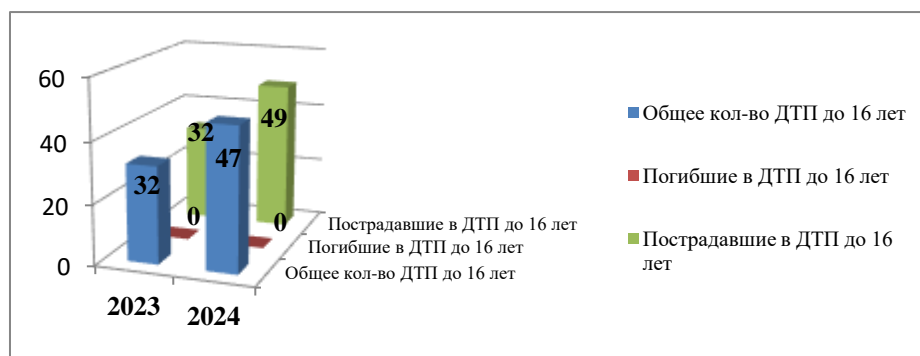 60
40
20
0
32
0
32
47
0
49
2023
2024
Пострадавшие в ДТП до 16 лет
Погибшие в ДТП до 16 лет
Общее кол-во ДТП до 16 лет
Общее кол-во ДТП до 16 лет
Погибшие в ДТП до 16 лет
Пострадавшие в ДТП до 16
лет